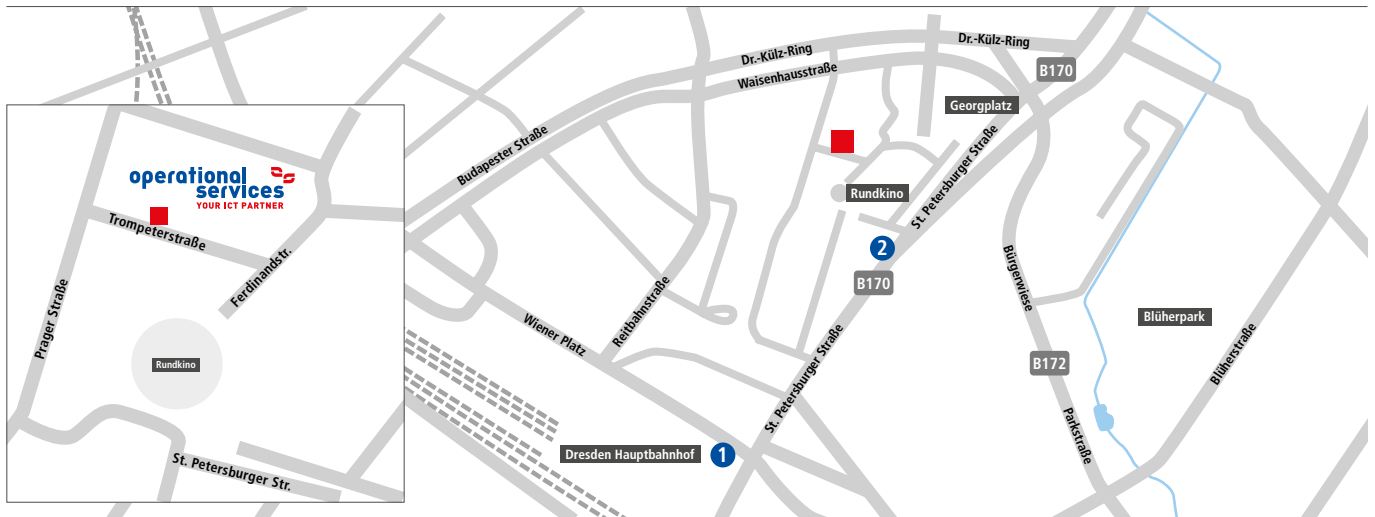 operational
services
YOUR ICT PARTNER
Trompeterstraße
Ferdinandstr.
Prager Straße
Rundkino
St. Petersburger Str.
Dr.-Külz-Ring
Dr.-Külz-Ring
Waisenhausstraße
B170
Georgplatz
Budapester Straße
Rundkino
St. Petersburger Straße
2
B170
Bürgerwiese
Reitbahnstraße
Wiener Platz
Blüherpark
St. Petersburger Straße
B172
Blüherstraße
Parkstraße
Dresden Hauptbahnhof
1